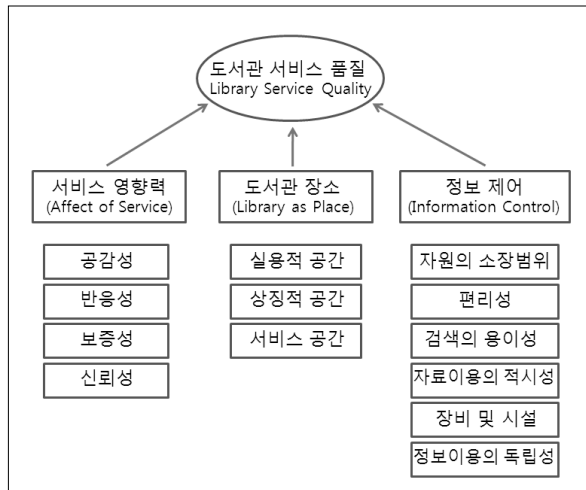 도서관 서비스 품질
Library Service Quality
서비스 영향력
(Affect of Service)
도서관 장소
(Library as Place)
정보 제어
(Information Control)
공감성
반응성
보증성
신뢰성
실용적 공간
상징적 공간
서비스 공간
자원의 소장범위
편리성
검색의 용이성
자료이용의 적시성
장비 및 시설
정보이용의 독립성